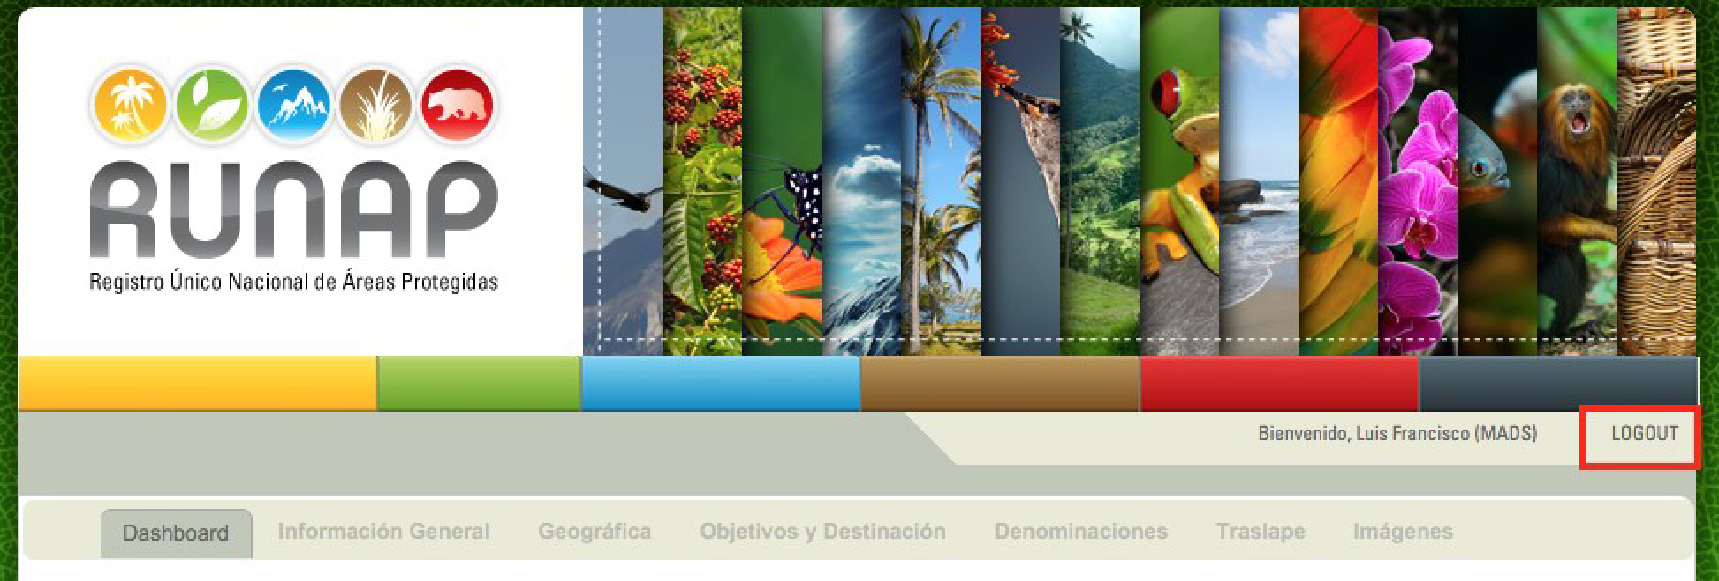 RUNAP
Registro Único Nacional de Áreas Protegidas
Bienvenido, Luis Francisco (MADS) LOGOUT
Dashboard Información General Geográfica Objetivos y Destinación Denominaciones Traslape Imágenes